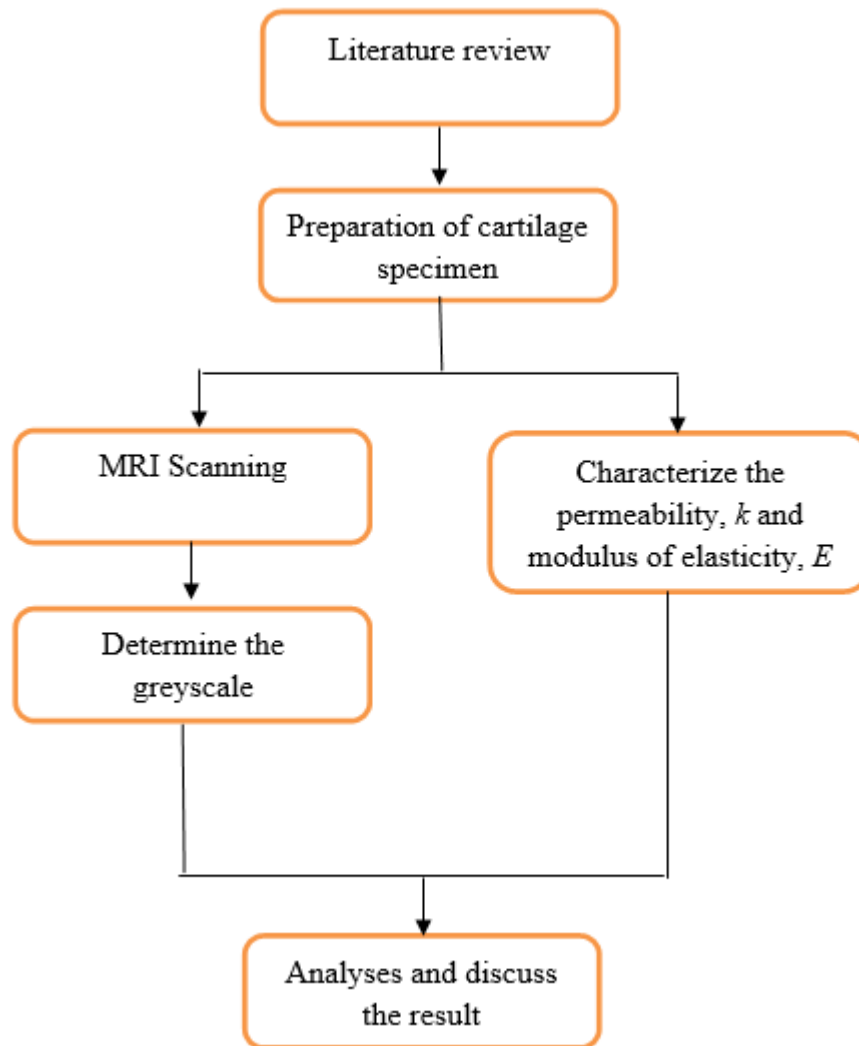 Literature review
Preparation of cartilage
specimen
MRI Scanning
Characterize the
permeability, k and
modulus of elasticity, E
Determine the
greyscale
Analyses and discuss
the result